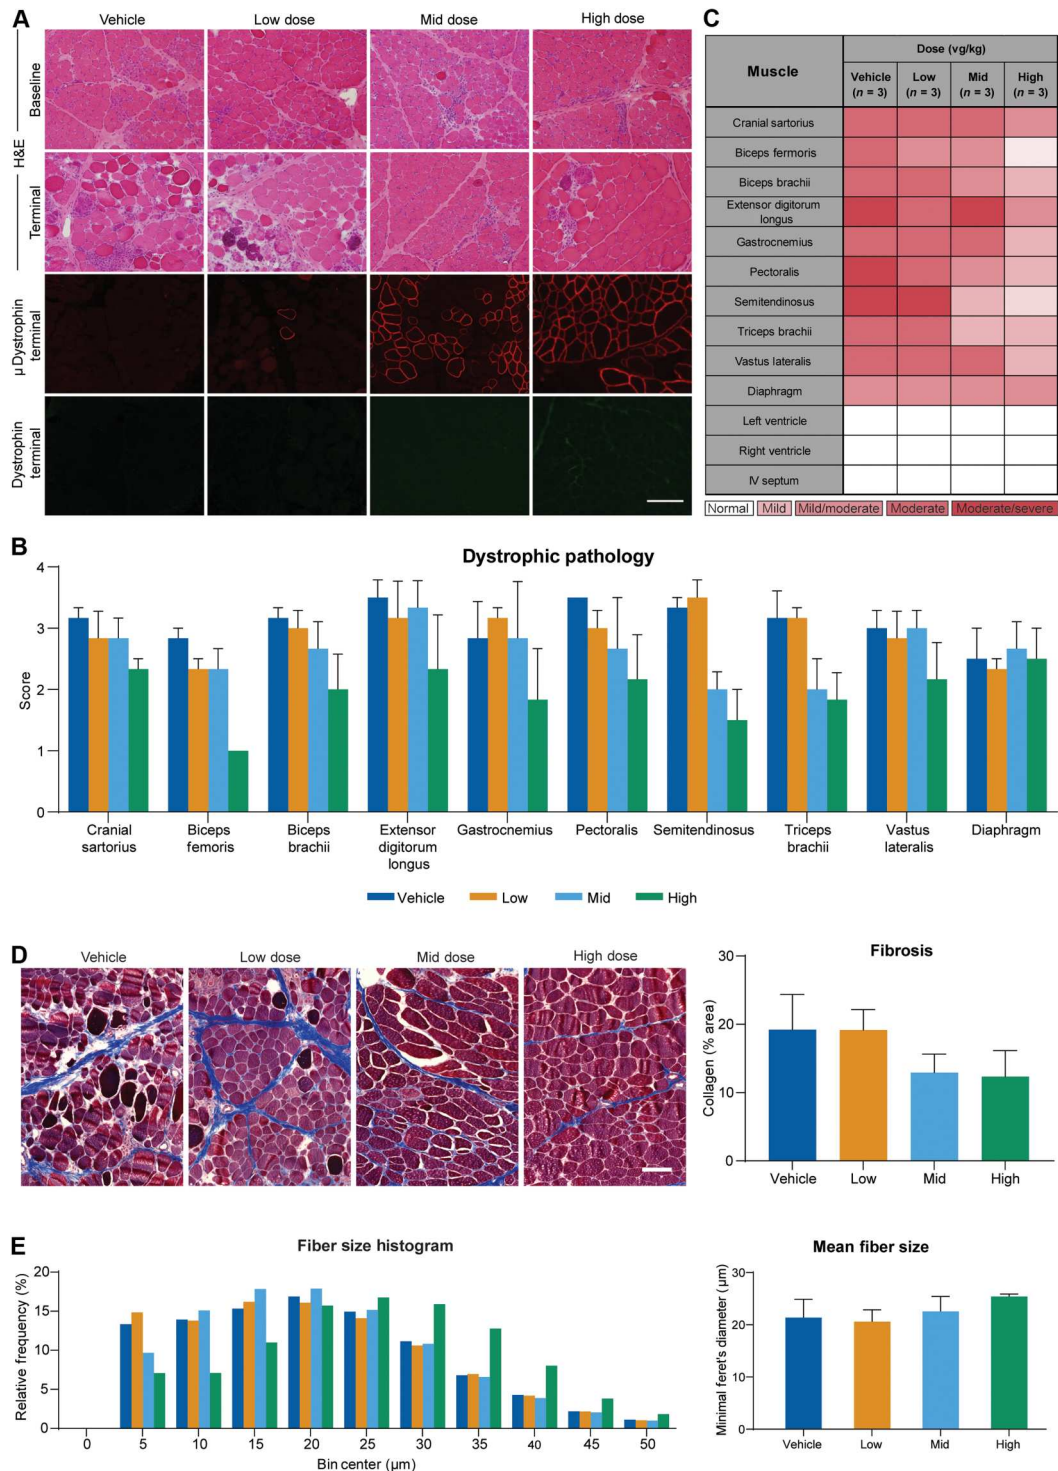 A
Vehicle
Low dose
Mid dose
High dose
H&E
Baseline
Terminal
μ Dystrophin
terminal
Dystrophin
terminal
C
Muscle
Dose (vg/kg)
Vehicle
(n = 3)
Low
(n = 3)
Mid
(n = 3)
High
(n = 3)
Cranial sartorius
Biceps fermoris
Biceps brachii
Extensor digitorum
longus
Gastrocnemius
Pectoralis
Semitendinosus
Triceps brachii
Vastus lateralis
Diaphragm
Left ventricle
Right ventricle
IV septum
Normal
Mild
Mild/moderate
Moderate
Moderate/severe
B
Dystrophic pathology
Score
4
3
2
1
0
Cranial
sartorius
Biceps
femoris
Biceps
brachii
Extensor
digitorum
longus
Gastrocnemius
Pectoralis
Semitendinosus
Triceps
brachii
Vastus
lateralis
Diaphragm
Vehicle
Low
Mid
High
D
Vehicle
Low dose
Mid dose
High dose
Fibrosis
Collagen (% area)
30
20
10
0
Vehicle
Low
Mid
High
E
Fiber size histogram
Relative frequency (%)
20
15
10
5
0
0
5
10
15
20
25
30
35
40
45
50
Bin center (μm)
Mean fiber size
Minimal feret's diameter (μm)
30
20
10
0
Vehicle
Low
Mid
High